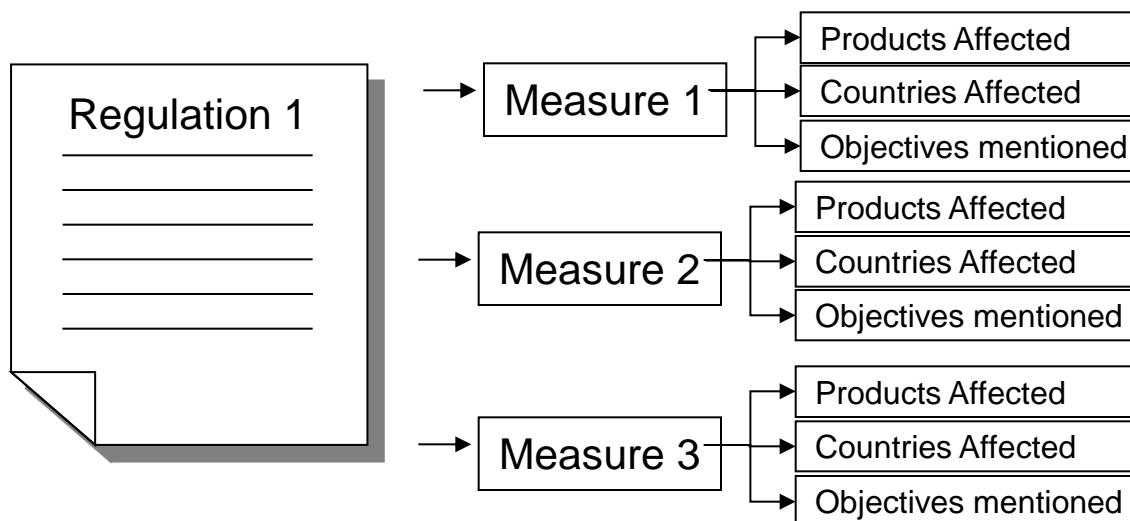 Regulation 1
Measure 1
Products Affected
Countries Affected
Objectives mentioned
Measure 2
Products Affected
Countries Affected
Objectives mentioned
Measure 3
Products Affected
Countries Affected
Objectives mentioned